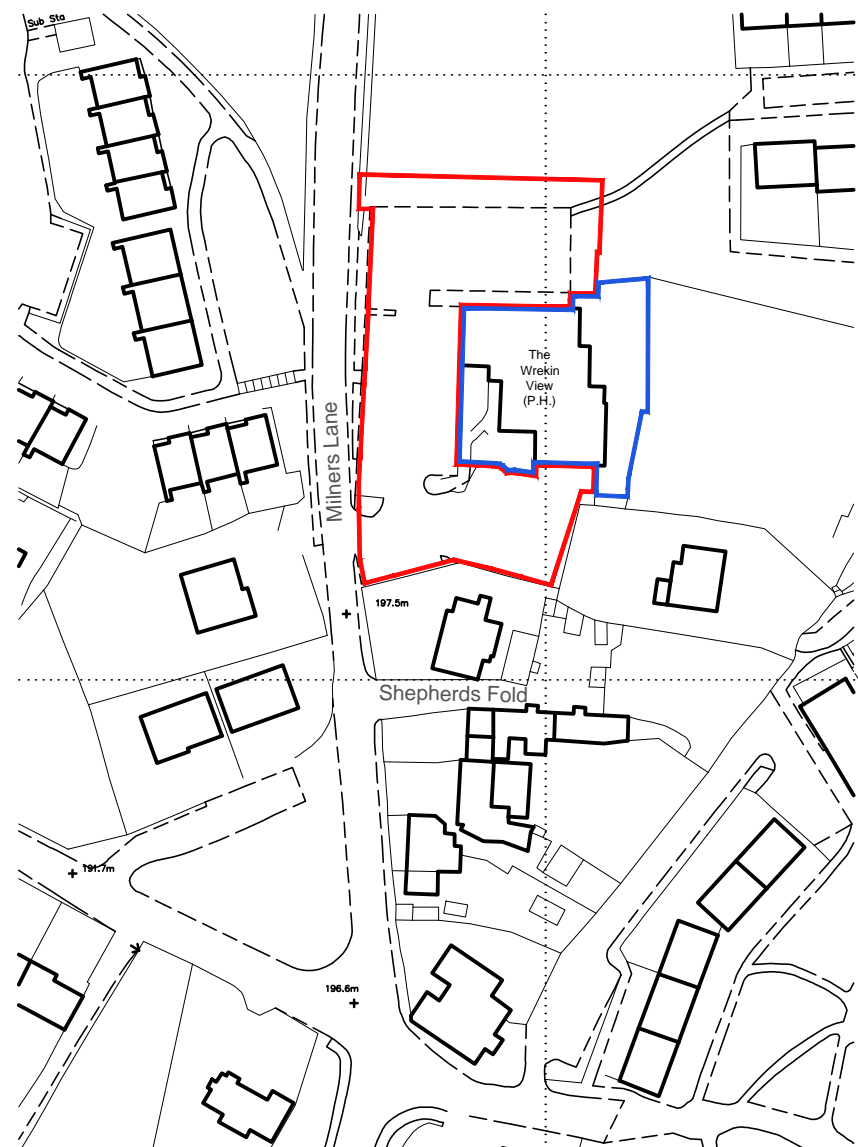 Sub Sta
The
Wrekin
View
(P.H.)
Milners Lane
197.5m
Shepherds Fold
191.7m
196.6m